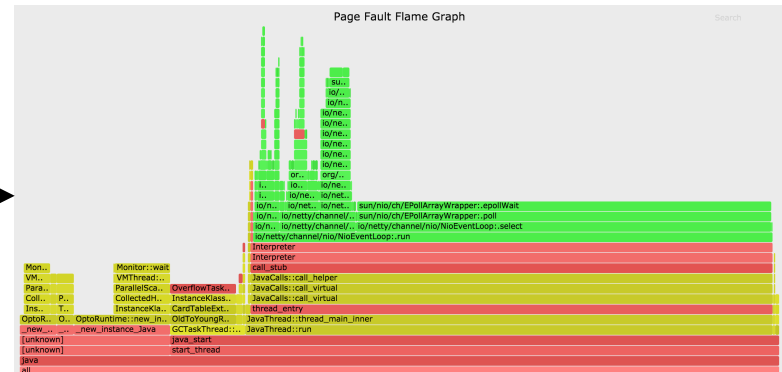 Page Fault Flame Graph
Search
su..
io/..
io/n..
io/ne..
io/ne..
io/ne..
io/ne..
io/ne..
io/ne..
or.. org/..
i.. io.. io/ne..
i.. io/ne.. io/net..
io/n.. io/net.. io/net.. sun/nio/ch/EPollArrayWrapper:.epollWait
io/n.. io/netty/channel/.. sun/nio/ch/EPollArrayWrapper:.poll
io/n.. io/netty/channel/.. io/netty/channel/nio/NioEventLoop:.select
io/netty/channel/nio/NioEventLoop:.run
Interpreter
Interpreter
Mon.. Monitor::wait call_stub
VM.. VMThread::.. JavaCalls::call_helper
Para.. ParallelSca.. OverflowTask.. JavaCalls::call_virtual
Coll.. P.. CollectedH.. InstanceKlass.. JavaCalls::call_virtual
Ins.. T.. InstanceKla.. CardTableExt.. thread_entry
OptoR.. O.. OptoRuntime::new_in.. OldToYoungR.. JavaThread::thread_main_inner
_new_.. _.. _new_instance_Java GCTaskThread::.. JavaThread::run
[unknown] java_start
[unknown] start_thread
java
all